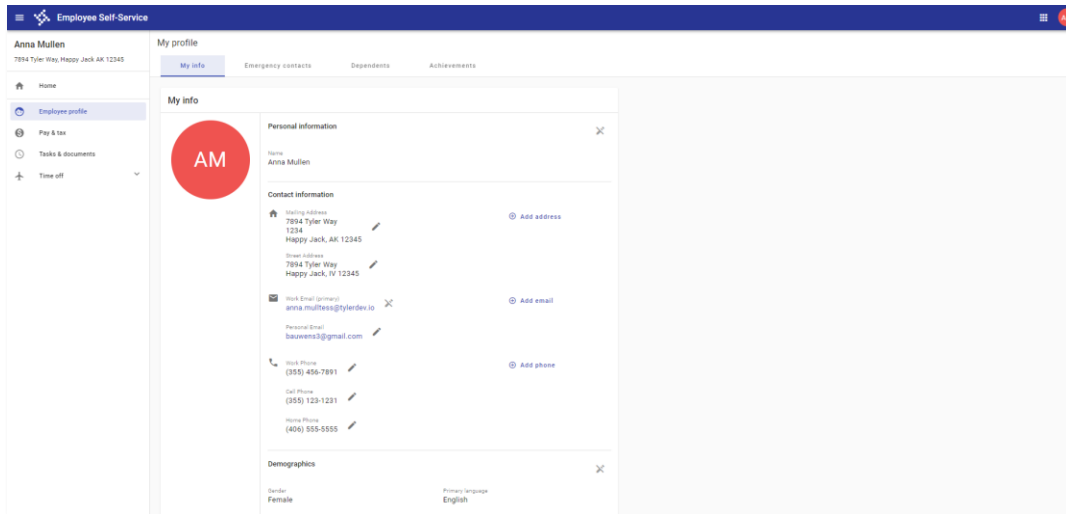 Employee Self-Service
Anna Mullen
7894 Tyler Way, Happy Jack AK 12345
Home
Employee profile
Pay & tax
Tasks & documents
Time off
My profile
My info
Emergency contacts
Dependents
Achievements
My info
AM
Personal information
Name
Anna Mullen
Contact information
Mailing Address
7894 Tyler Way
1234
Happy Jack, AK 12345
Add address
Street Address
7894 Tyler Way
Happy Jack, IV 12345
Work Email (primary)
anna.mulltess@tylerdev.io
Add email
Personal Email
bauwens3@gmail.com
Work Phone
(355) 456-7891
Add phone
Cell Phone
(355) 123-1231
Home Phone
(406) 555-5555
Demographics
Gender
Female
Primary language
English